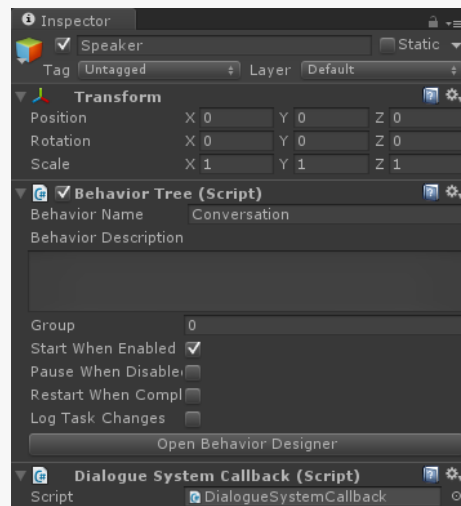 Inspector
Speaker Static
Tag Untagged Layer Default
Transform
Position X 0 Y 0 Z 0
Rotation X 0 Y 0 Z 0
Scale X 1 Y 1 Z 1
Behavior Tree (Script)
Behavior Name Conversation
Behavior Description
Group 0
Start When Enabled
Pause When Disable
Restart When Compl
Log Task Changes
Open Behavior Designer
Dialogue System Callback (Script)
Script DialogueSystemCallback